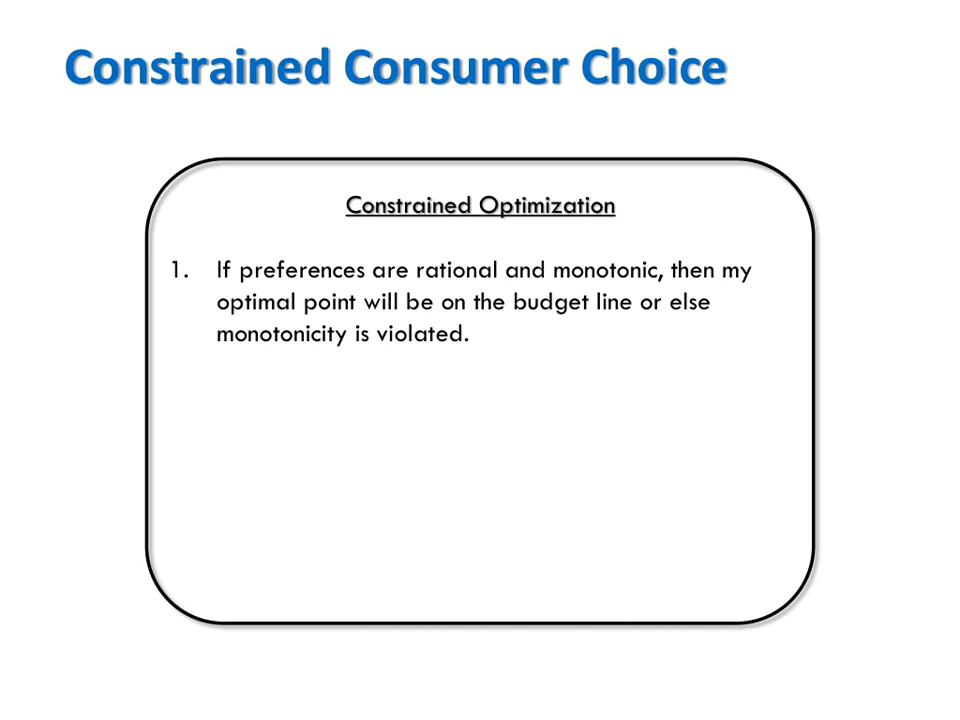 Constrained Consumer Choice
Constrained Optimization
1. If preferences are rational and monotonic, then my
optimal point will be on the budget line or else
monotonicity is violated.